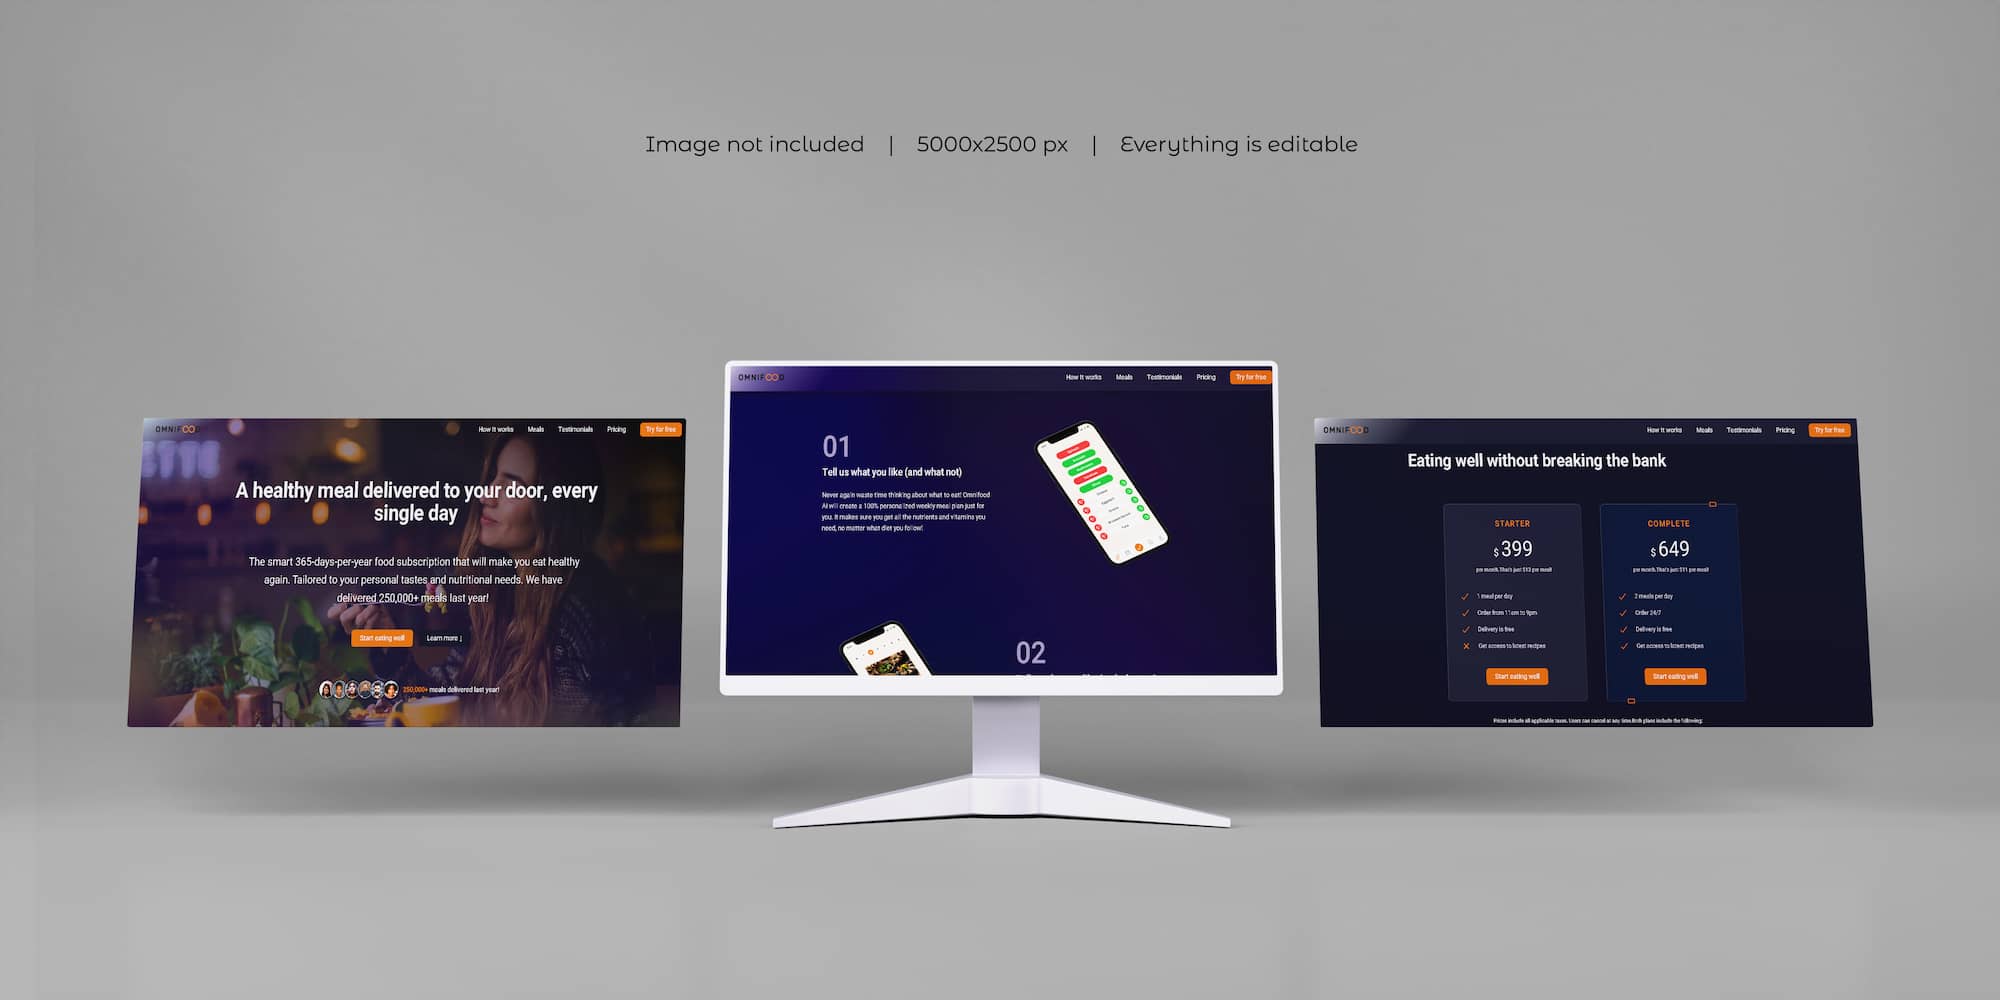 Image not included | 5000x2500 px | Everything is editable
OMNIFOOD
How it works Meals Testimonials Pricing Try for free
A healthy meal delivered to your door, every
single day
The smart 365-days-per-year food subscription that will make you eat healthy
again. Tailored to your personal tastes and nutritional needs. We have
delivered 250,000+ meals last year!
Start eating well Learn more ↓
250,000+ meals delivered last year!
OMNIFOOD
How it works Meals Testimonials Pricing Try for free
01
Tell us what you like (and what not)
Never again waste time thinking about what to eat! Omnifood
AI will create a 100% personalized weekly meal plan just for
you. It makes sure you get all the nutrients and vitamins you
need, no matter what diet you follow!
02
OMNIFOOD
How it works Meals Testimonials Pricing Try for free
Eating well without breaking the bank
STARTER
$ 399
per month. That's just $13 per meal!
1 meal per day
Order from 11am to 9pm
Delivery is free
Get access to latest recipes
Start eating well
COMPLETE
$ 649
per month. That's just $11 per meal!
2 meals per day
Order 24/7
Delivery is free
Get access to latest recipes
Start eating well
Prices include all applicable taxes. Users can cancel at any time.Both plans include the following: